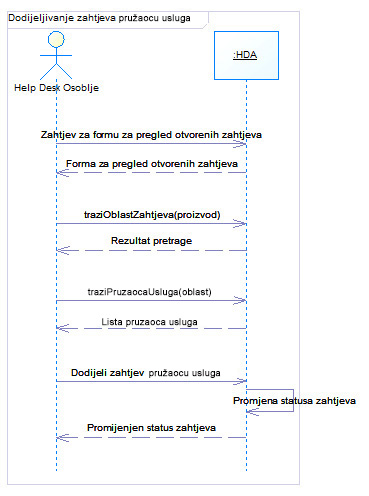 Dodijeljivanje zahtjeva pružaocu usluga
:HDA
Help Desk Osoblje
Zahtjev za formu za pregled otvorenih zahtjeva
Forma za pregled otvorenih zahtjeva
traziOblastZahtjeva(proizvod)
Rezultat pretrage
traziPruzaocaUsluga(oblast)
Lista pruzaoca usluga
Dodijeli zahtjev pružaocu usluga
Promjena statusa zahtjeva
Promijenjen status zahtjeva